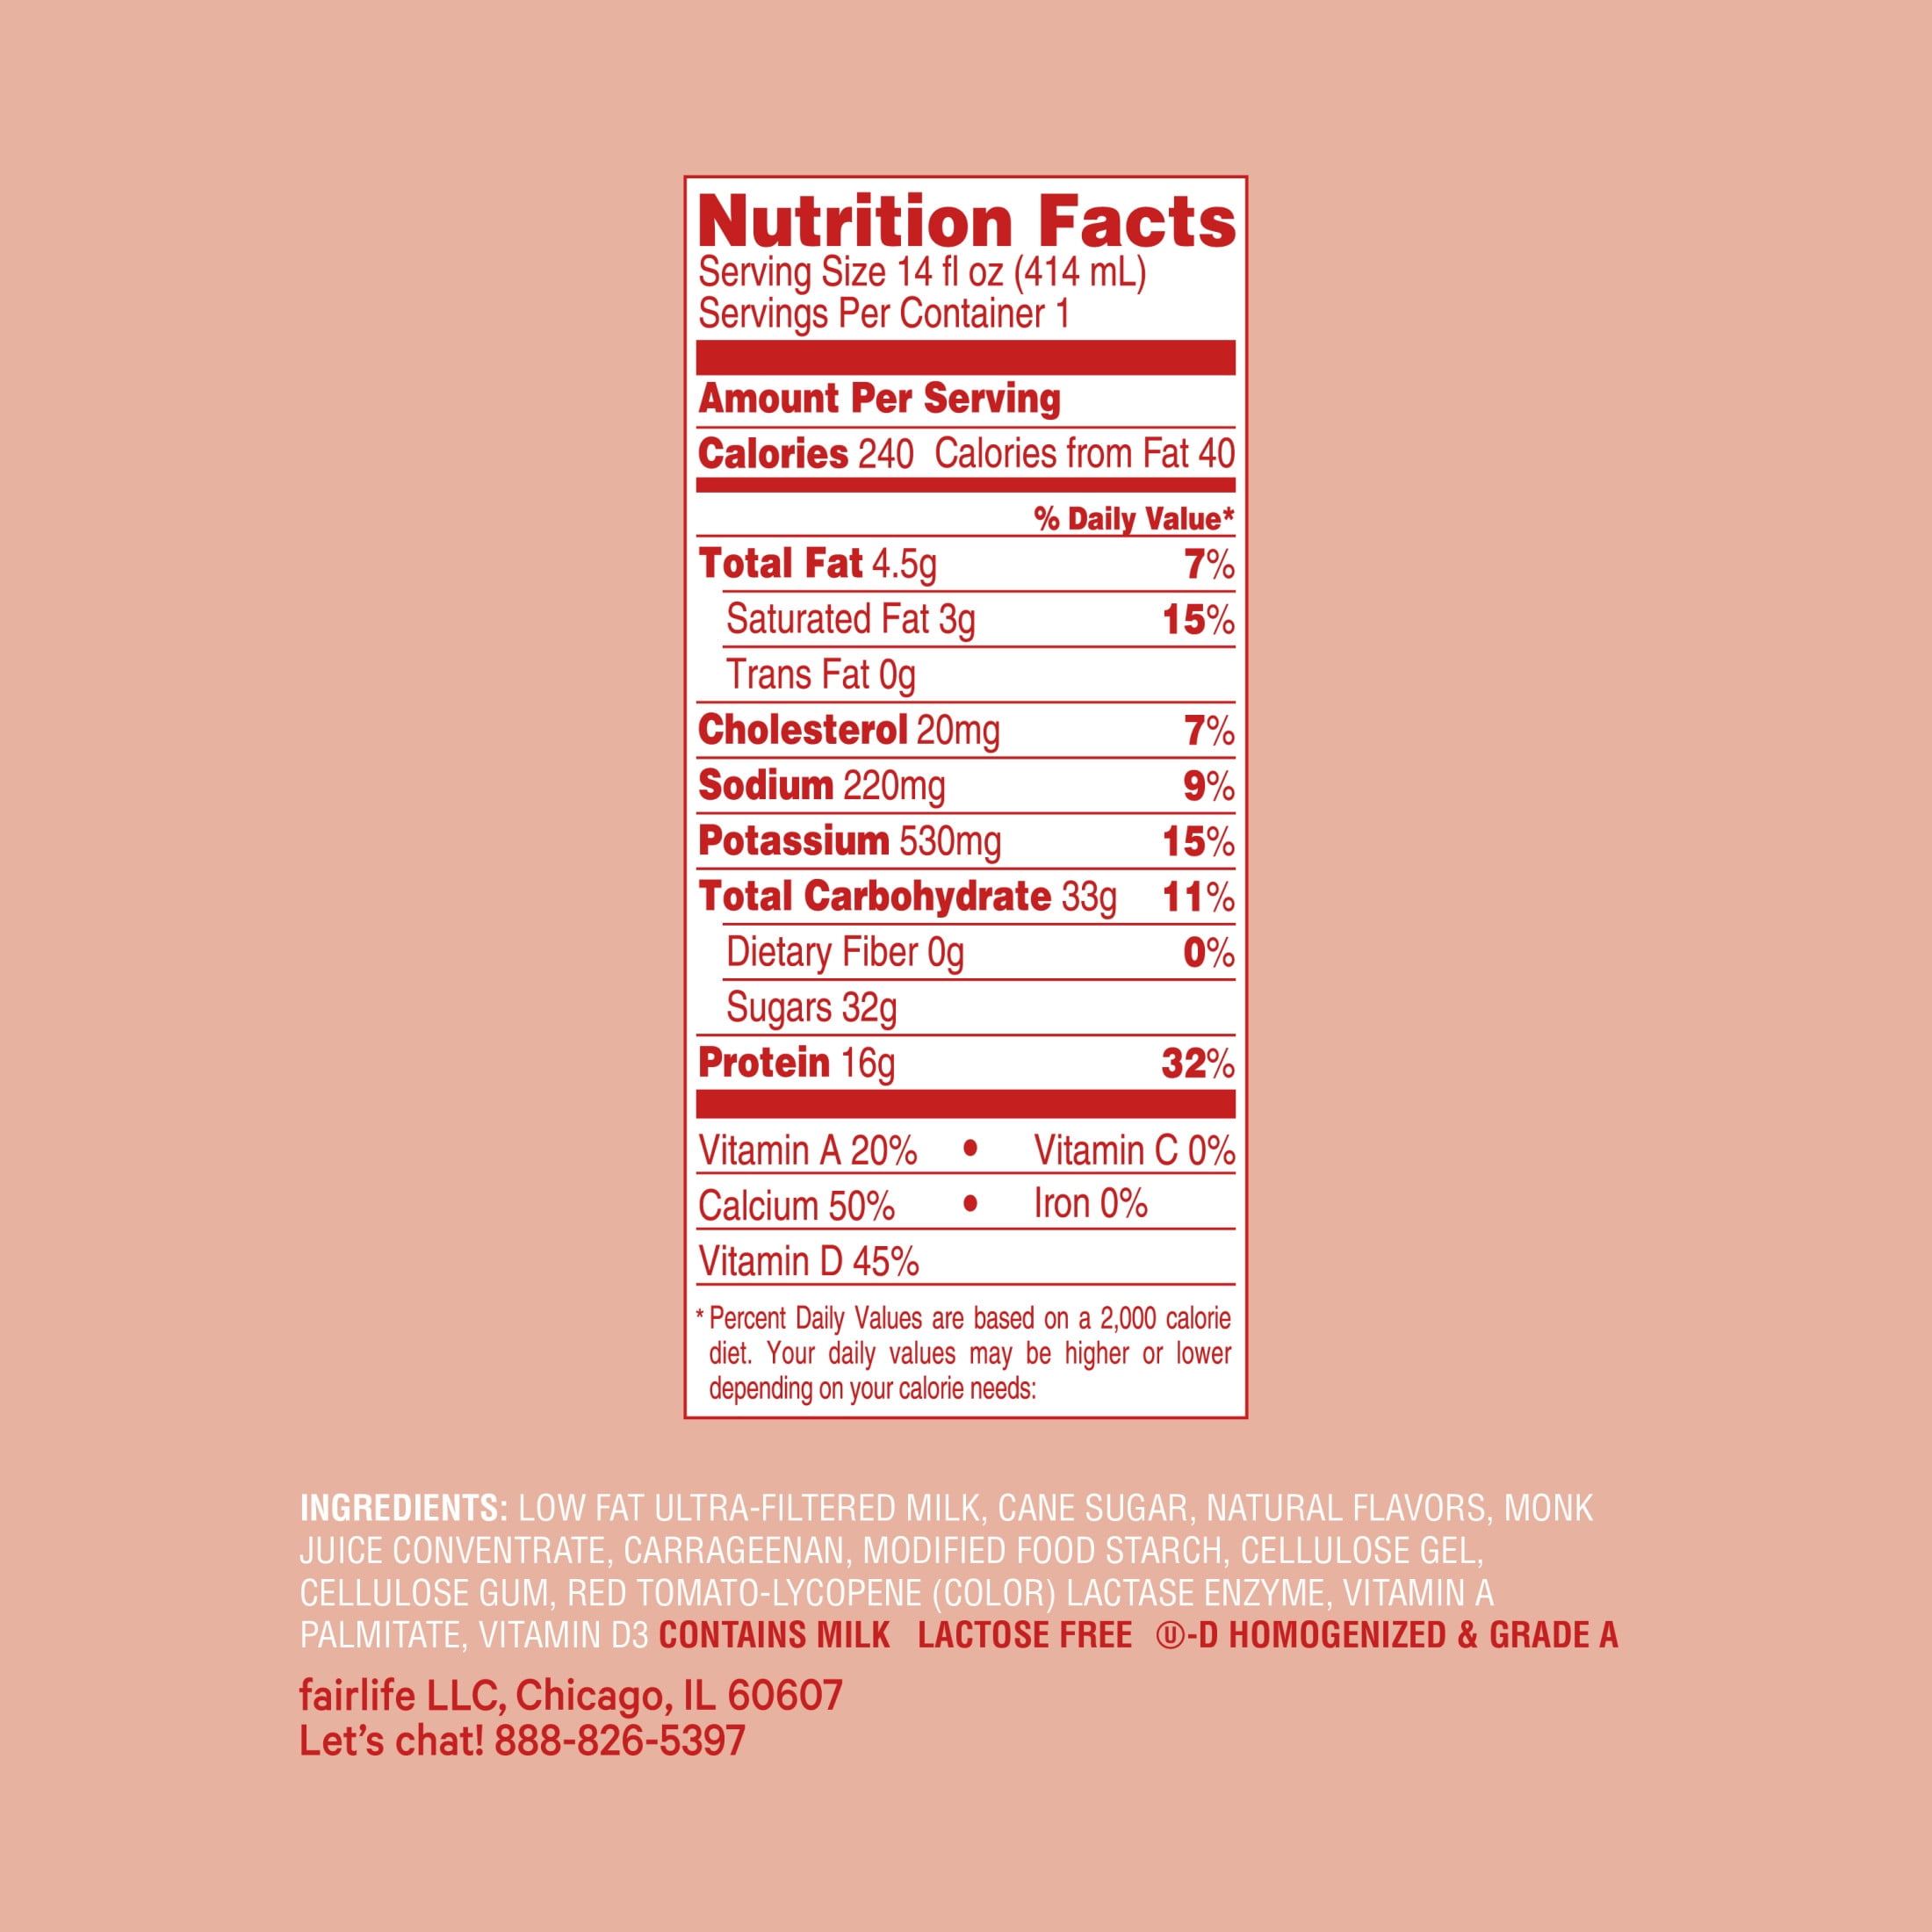 Nutrition Facts
Serving Size 14 fl oz (414 mL)
Servings Per Container 1
Amount Per Serving
Calories 240 Calories from Fat 40
% Daily Value*
Total Fat 4.5g 7%
Saturated Fat 3g 15%
Trans Fat 0g
Cholesterol 20mg 7%
Sodium 220mg 9%
Potassium 530mg 15%
Total Carbohydrate 33g 11%
Dietary Fiber 0g 0%
Sugars 32g
Protein 16g 32%
Vitamin A 20% • Vitamin C 0%
Calcium 50% • Iron 0%
Vitamin D 45%
* Percent Daily Values are based on a 2,000 calorie
diet. Your daily values may be higher or lower
depending on your calorie needs:
INGREDIENTS: LOW FAT ULTRA-FILTERED MILK, CANE SUGAR, NATURAL FLAVORS, MONK
JUICE CONVENTRATE, CARRAGEENAN, MODIFIED FOOD STARCH, CELLULOSE GEL,
CELLULOSE GUM, RED TOMATO-LYCOPENE (COLOR) LACTASE ENZYME, VITAMIN A
PALMITATE, VITAMIN D3 CONTAINS MILK LACTOSE FREE Ⓤ-D HOMOGENIZED & GRADE A
fairlife LLC, Chicago, IL 60607
Let's chat! 888-826-5397